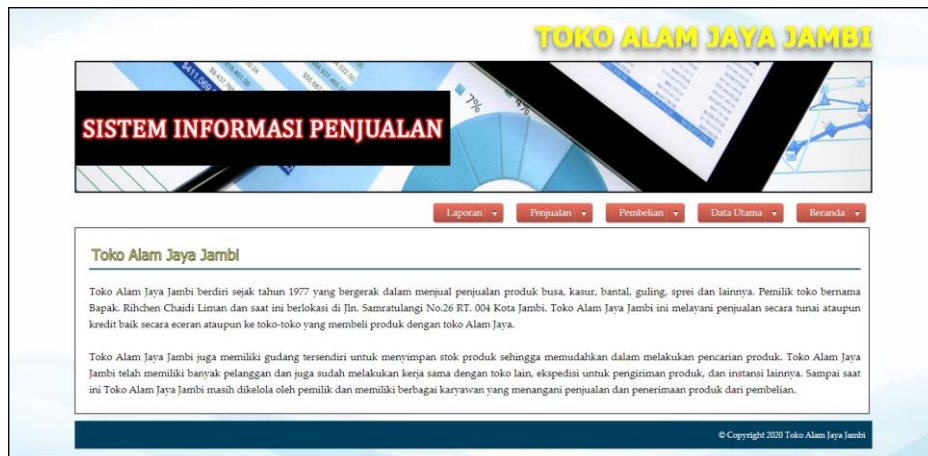 TOKO ALAM JAYA JAMBI
SISTEM INFORMASI PENJUALAN
7%
Laporan Penjualan Pembelian Data Utama Beranda
Toko Alam Jaya Jambi
Toko Alam Jaya Jambi berdiri sejak tahun 1977 yang bergerak dalam menjual penjualan produk busa, kasur, bantal, guling, sprei dan lainnya. Pemilik toko bernama
Bapak. Rihchen Chaidi Liman dan saat ini berlokasi di Jln. Samratulangi No.26 RT. 004 Kota Jambi. Toko Alam Jaya Jambi ini melayani penjualan secara tunai ataupun
kredit baik secara eceran ataupun ke toko-toko yang membeli produk dengan toko Alam Jaya.
Toko Alam Jaya Jambi juga memiliki gudang tersendiri untuk menyimpan stok produk sehingga memudahkan dalam melakukan pencarian produk. Toko Alam Jaya
Jambi telah memiliki banyak pelanggan dan juga sudah melakukan kerja sama dengan toko lain, ekspedisi untuk pengiriman produk, dan instansi lainnya. Sampai saat
ini Toko Alam Jaya Jambi masih dikelola oleh pemilik dan memiliki berbagai karyawan yang menangani penjualan dan penerimaan produk dari pembelian.
© Copyright 2020 Toko Alam Jaya Jambi